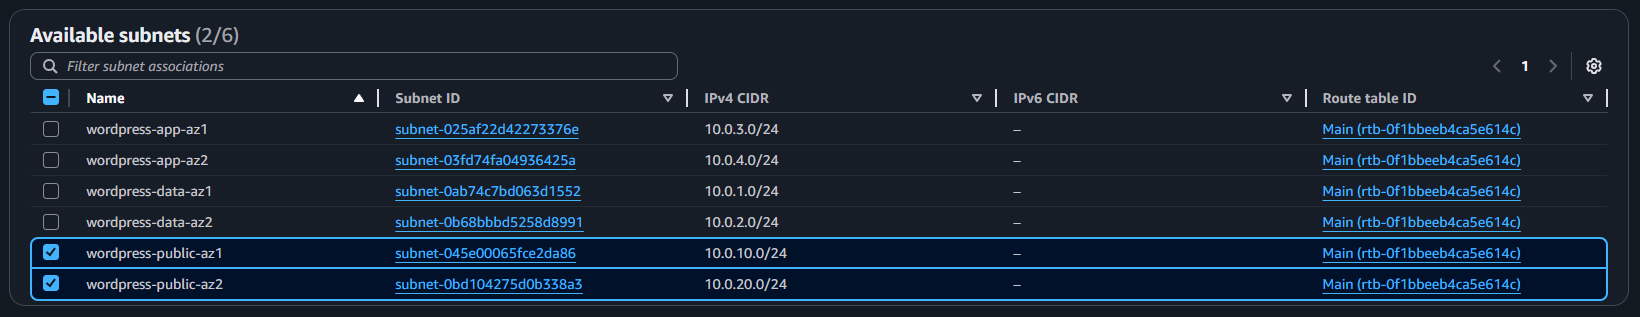 Available subnets (2/6)
Filter subnet associations
1
Name Subnet ID IPv4 CIDR IPv6 CIDR Route table ID
wordpress-app-az1 subnet-025af22d42273376e 10.0.3.0/24 – Main (rtb-0f1bbeeb4ca5e614c)
wordpress-app-az2 subnet-03fd74fa04936425a 10.0.4.0/24 – Main (rtb-0f1bbeeb4ca5e614c)
wordpress-data-az1 subnet-0ab74c7bd063d1552 10.0.1.0/24 – Main (rtb-0f1bbeeb4ca5e614c)
wordpress-data-az2 subnet-0b68bbbd5258d8991 10.0.2.0/24 – Main (rtb-0f1bbeeb4ca5e614c)
wordpress-public-az1 subnet-045e00065fce2da86 10.0.10.0/24 – Main (rtb-0f1bbeeb4ca5e614c)
wordpress-public-az2 subnet-0bd104275d0b338a3 10.0.20.0/24 – Main (rtb-0f1bbeeb4ca5e614c)